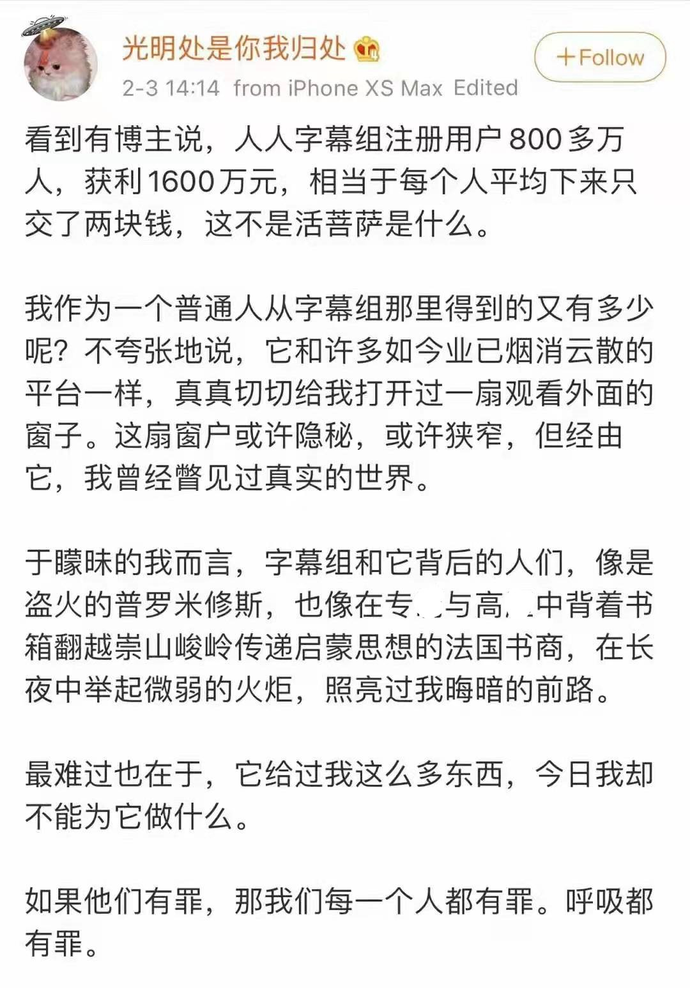 光明处是你我归处
+Follow
2-3 14:14 from iPhone XS Max Edited
看到有博主说，人人字幕组注册用户800多万
人，获利1600万元，相当于每个人平均下来只
交了两块钱，这不是活菩萨是什么。
我作为一个普通人从字幕组那里得到的又有多少
呢？不夸张地说，它和许多如今业已烟消云散的
平台一样，真真切切给我打开过一扇观看外面的
窗子。这扇窗户或许隐秘，或许狭窄，但经由
它，我曾经瞥见过真实的世界。
于矇昧的我而言，字幕组和它背后的人们，像是
盗火的普罗米修斯，也像在专 与高 中背着书
箱翻越崇山峻岭传递启蒙思想的法国书商，在长
夜中举起微弱的火炬，照亮过我晦暗的前路。
最难过也在于，它给过我这么多东西，今日我却
不能为它做什么。
如果他们有罪，那我们每一个人都有罪。呼吸都
有罪。